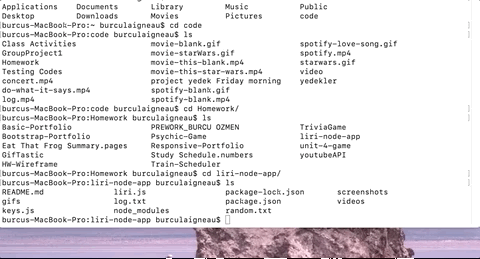 Applications Documents Library Music Public
Desktop Downloads Movies Pictures code
burcus-MacBook-Pro:~ burculaigneau$ cd code
burcus-MacBook-Pro:code burculaigneau$ ls
Class Activities movie-blank.gif spotify-love-song.gif
GroupProject1 movie-starWars.gif spotify.mp4
Homework movie-this-blank.mp4 starwars.gif
Testing Codes movie-this-star-wars.mp4 video
concert.mp4 project yedek Friday morning yedekler
do-what-it-says.mp4 spotify-blank.gif
log.mp4 spotify-blank.mp4
burcus-MacBook-Pro:code burculaigneau$ cd Homework/
burcus-MacBook-Pro:Homework burculaigneau$ ls
Basic-Portfolio PREWORK_BURCU OZMEN TriviaGame
Bootstrap-Portfolio Psychic-Game unit-4-game
Eat That Frog Summary.pages Responsive-Portfolio youtubeAPI
GifTastic Study Schedule.numbers
HW-Wireframe Train-Scheduler
burcus-MacBook-Pro:Homework burculaigneau$ cd liri-node-app/
burcus-MacBook-Pro:liri-node-app burculaigneau$ ls
README.md liri.js package-lock.json screenshots
gifs log.txt package.json videos
keys.js node_modules random.txt
burcus-MacBook-Pro:liri-node-app burculaigneau$